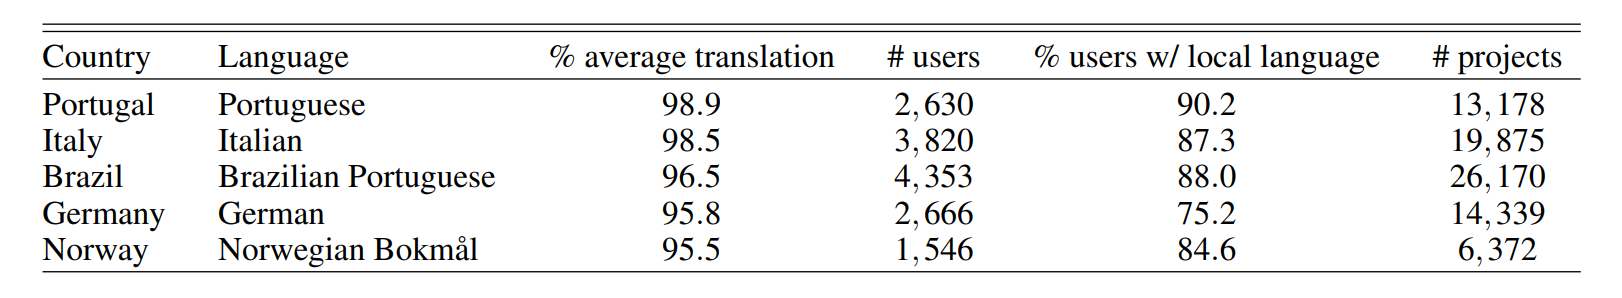 Country Language % average translation # users % users w/ local language # projects
Portugal Portuguese 98.9 2,630 90.2 13,178
Italy Italian 98.5 3,820 87.3 19,875
Brazil Brazilian Portuguese 96.5 4,353 88.0 26,170
Germany German 95.8 2,666 75.2 14,339
Norway Norwegian Bokmål 95.5 1,546 84.6 6,372